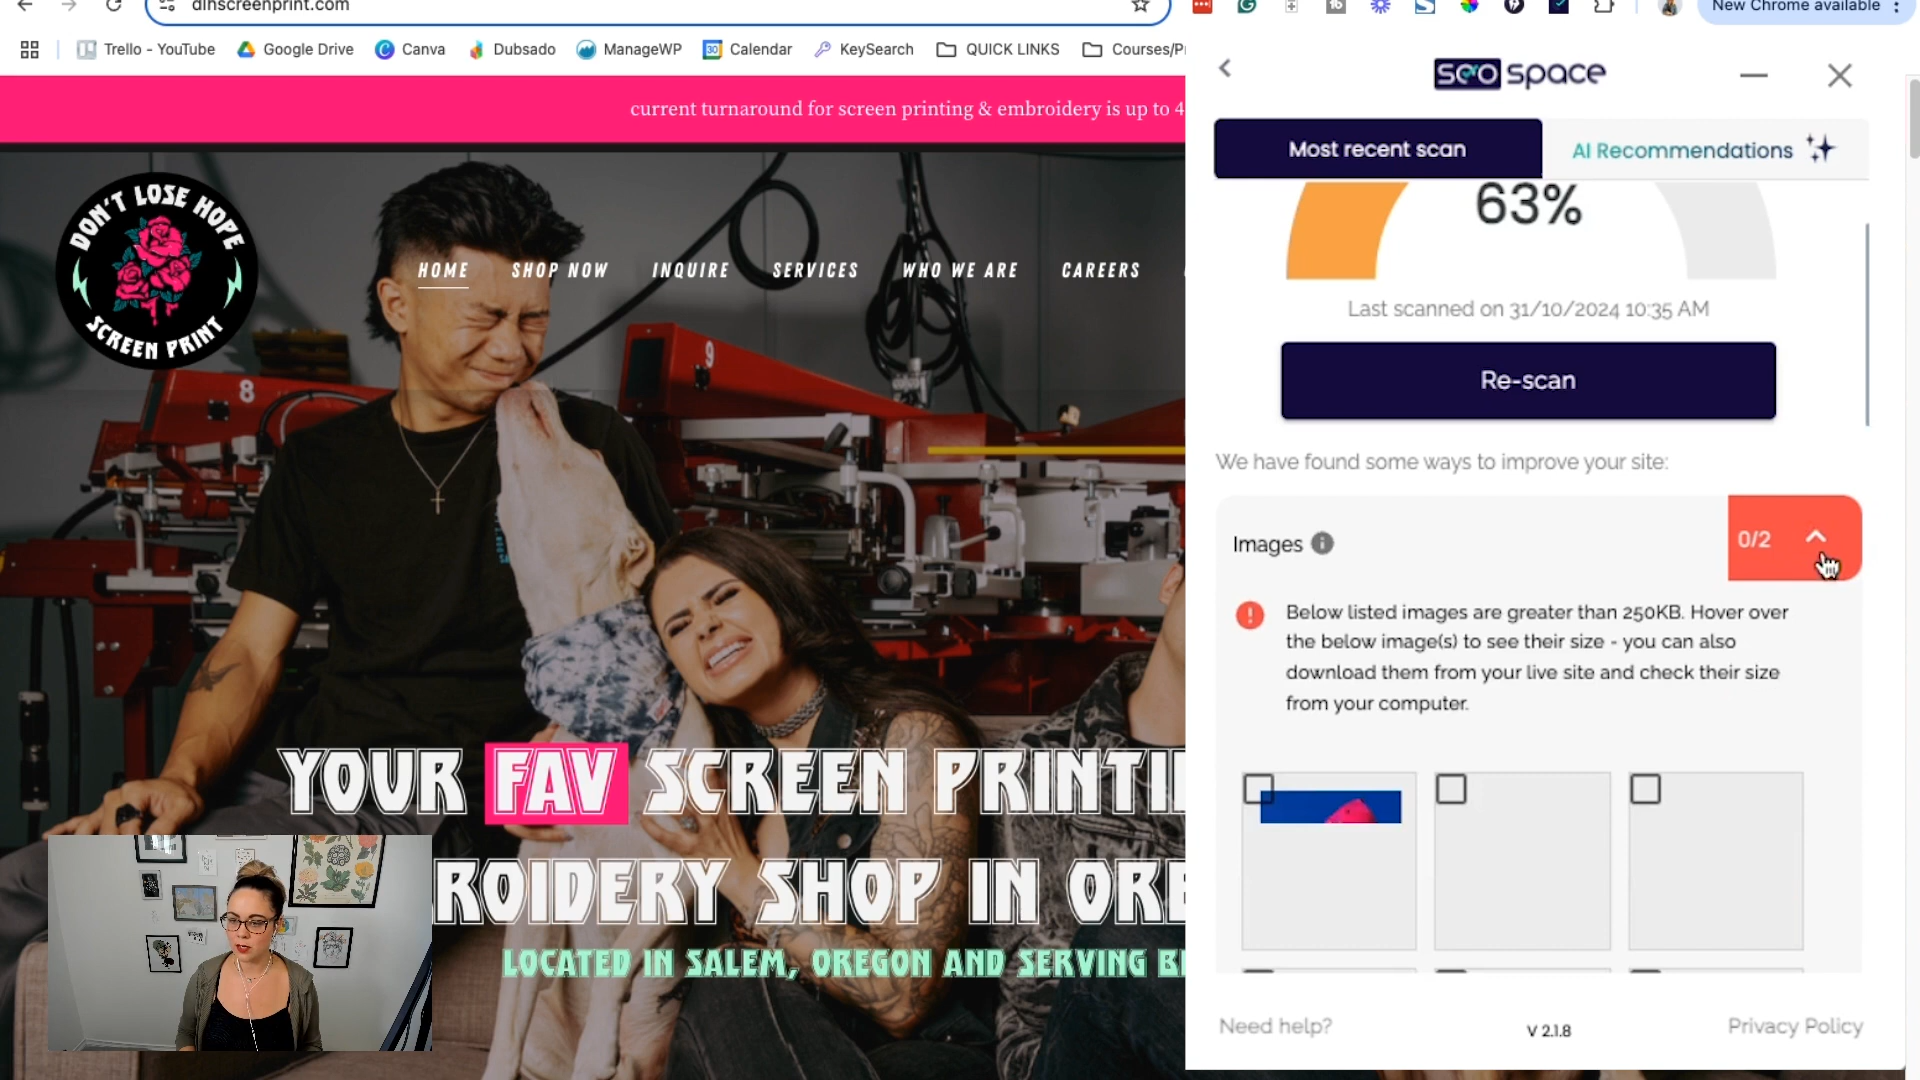 dlhscreenprint.com
New Chrome available
Trello - YouTube
Google Drive
Canva
Dubsado
ManageWP
Calendar
KeySearch
QUICK LINKS
Courses/P
current turnaround for screen printing & embroidery is up to 4
DON'T LOSE HOPE
SCREEN PRINT
HOME
SHOP NOW
INQUIRE
SERVICES
WHO WE ARE
CAREERS
8
9
YOUR FAV SCREEN PRINTI
ROIDERY SHOP IN ORE
LOCATED IN SALEM, OREGON AND SERVING B
seo space
Most recent scan
AI Recommendations
63%
Last scanned on 31/10/2024 10:35 AM
Re-scan
We have found some ways to improve your site:
Images
0/2
Below listed images are greater than 250KB. Hover over
the below image(s) to see their size - you can also
download them from your live site and check their size
from your computer.
Need help?
V 2.1.8
Privacy Policy